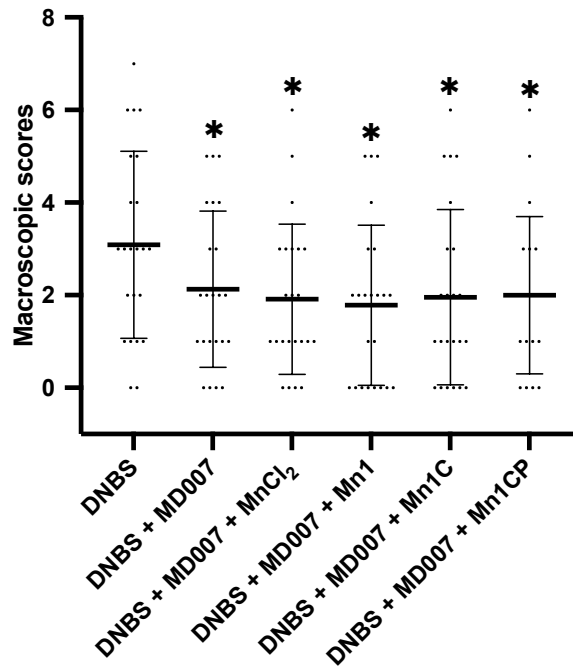 8
6
4
2
0
Macroscopic scores
* * * * *
DNBS
DNBS + MD007
DNBS + MD007 + MnCl₂
DNBS + MD007 + Mn1
DNBS + MD007 + Mn1C
DNBS + MD007 + Mn1CP